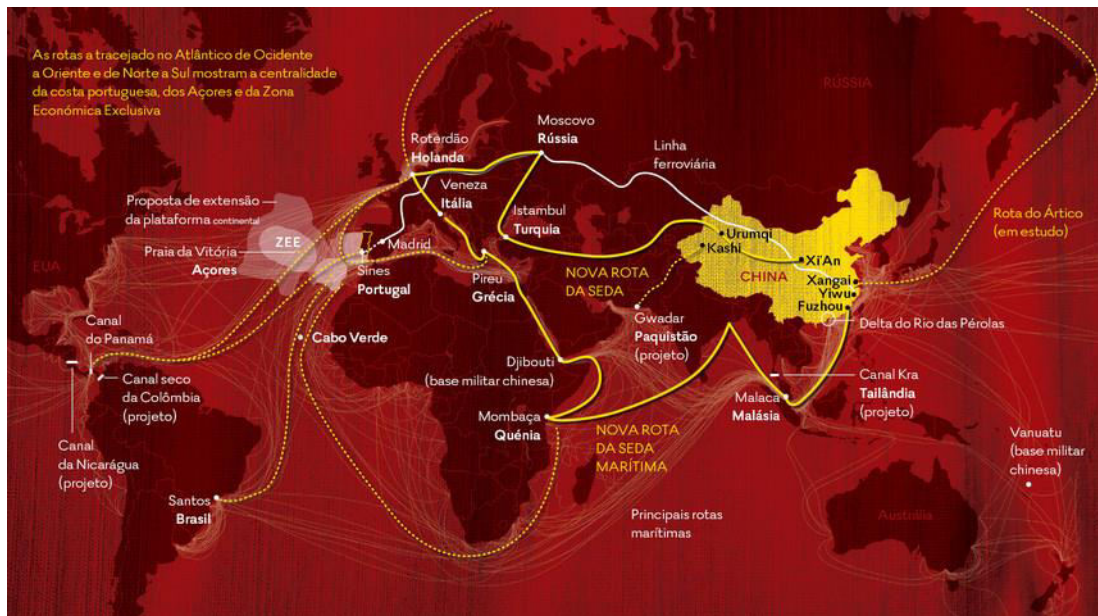 As rotas a tracejado no Atlântico de Ocidente
a Oriente e de Norte a Sul mostram a centralidade
da costa portuguesa, dos Açores e da Zona
Económica Exclusiva
RÚSSIA
Roterdão
Holanda
Moscovo
Rússia
Linha
ferroviária
Veneza
Itália
Proposta de extensão
da plataforma continental
ZEE
Istambul
Turquia
Rota do Ártico
(em estudo)
Urumqi
Kashi
Praia da Vitória
Açores
Madrid
EUA
Xi'An
CHINA
Sines
Portugal
Pireu
Grécia
NOVA ROTA
DA SEDA
Xangai
Yiwu
Fuzhou
Gwadar
Paquistão
(projeto)
Delta do Rio das Pérolas
Canal
do Panamá
Cabo Verde
Djibouti
(base militar chinesa)
Canal Kra
Tailândia
(projeto)
Canal seco
da Colômbia
(projeto)
Malaca
Malásia
Mombaça
Quénia
NOVA ROTA
DA SEDA
MARÍTIMA
Canal
da Nicarágua
(projeto)
Vanuatu
(base militar
chinesa)
Santos
Brasil
Principais rotas
marítimas
Austrália